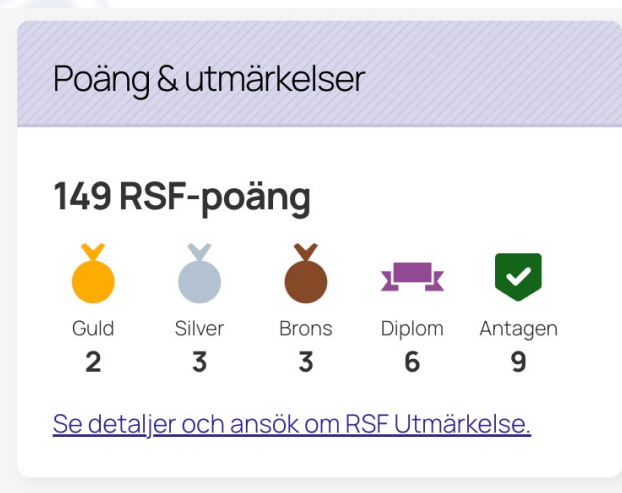 Poäng & utmärkelser
149 RSF-poäng
Guld Silver Brons Diplom Antagen
2 3 3 6 9
Se detaljer och ansök om RSF Utmärkelse.